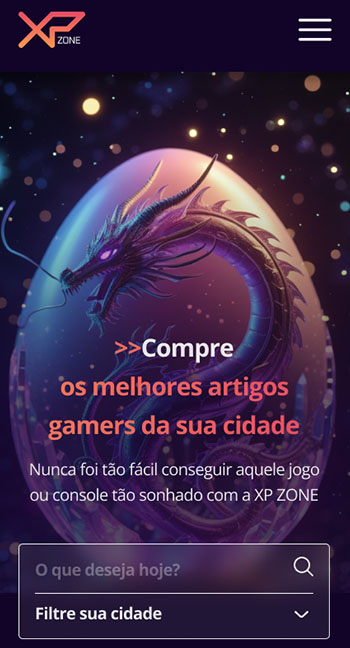 XP
ZONE
>>Compre
os melhores artigos
gamers da sua cidade
Nunca foi tão fácil conseguir aquele jogo
ou console tão sonhado com a XP ZONE
O que deseja hoje?
Filtre sua cidade